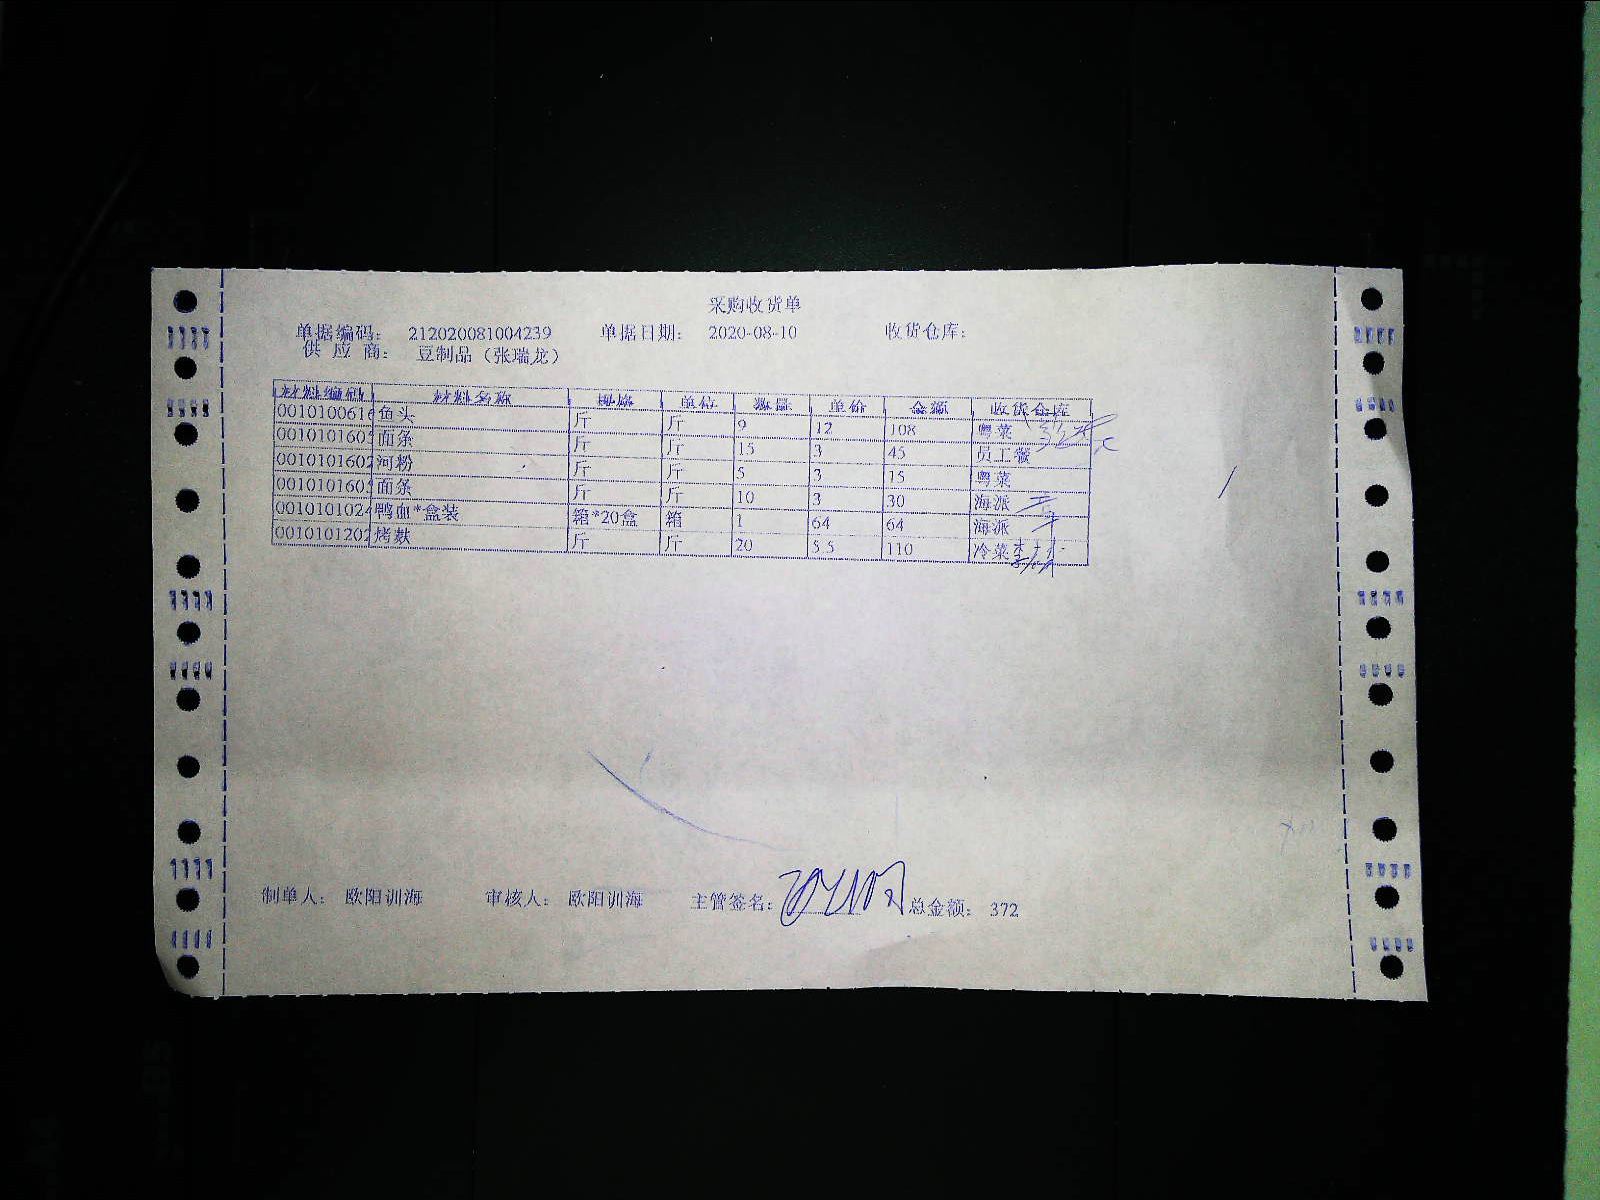 采购收货单
单据编码： 212020081004239 单据日期： 2020-08-10 收货仓库：
供 应 商： 豆制品（张瑞龙）
材料编码 材料名称 规格 单位 数量 单价 金额 收货仓库
0010100616 鱼头 斤 斤 9 12 108 粤菜
001010160 面条 斤 斤 15 3 45 员工餐
0010101602 河粉 斤 斤 5 3 15 粤菜
001010160 面条 斤 斤 10 3 30 海派
0010101024 鸭血*盒装 箱*20盒 箱 1 64 64 海派
0010101202 烤麸 斤 斤 20 5.5 110 冷菜
制单人： 欧阳训海 审核人： 欧阳训海 主管签名： 总金额： 372